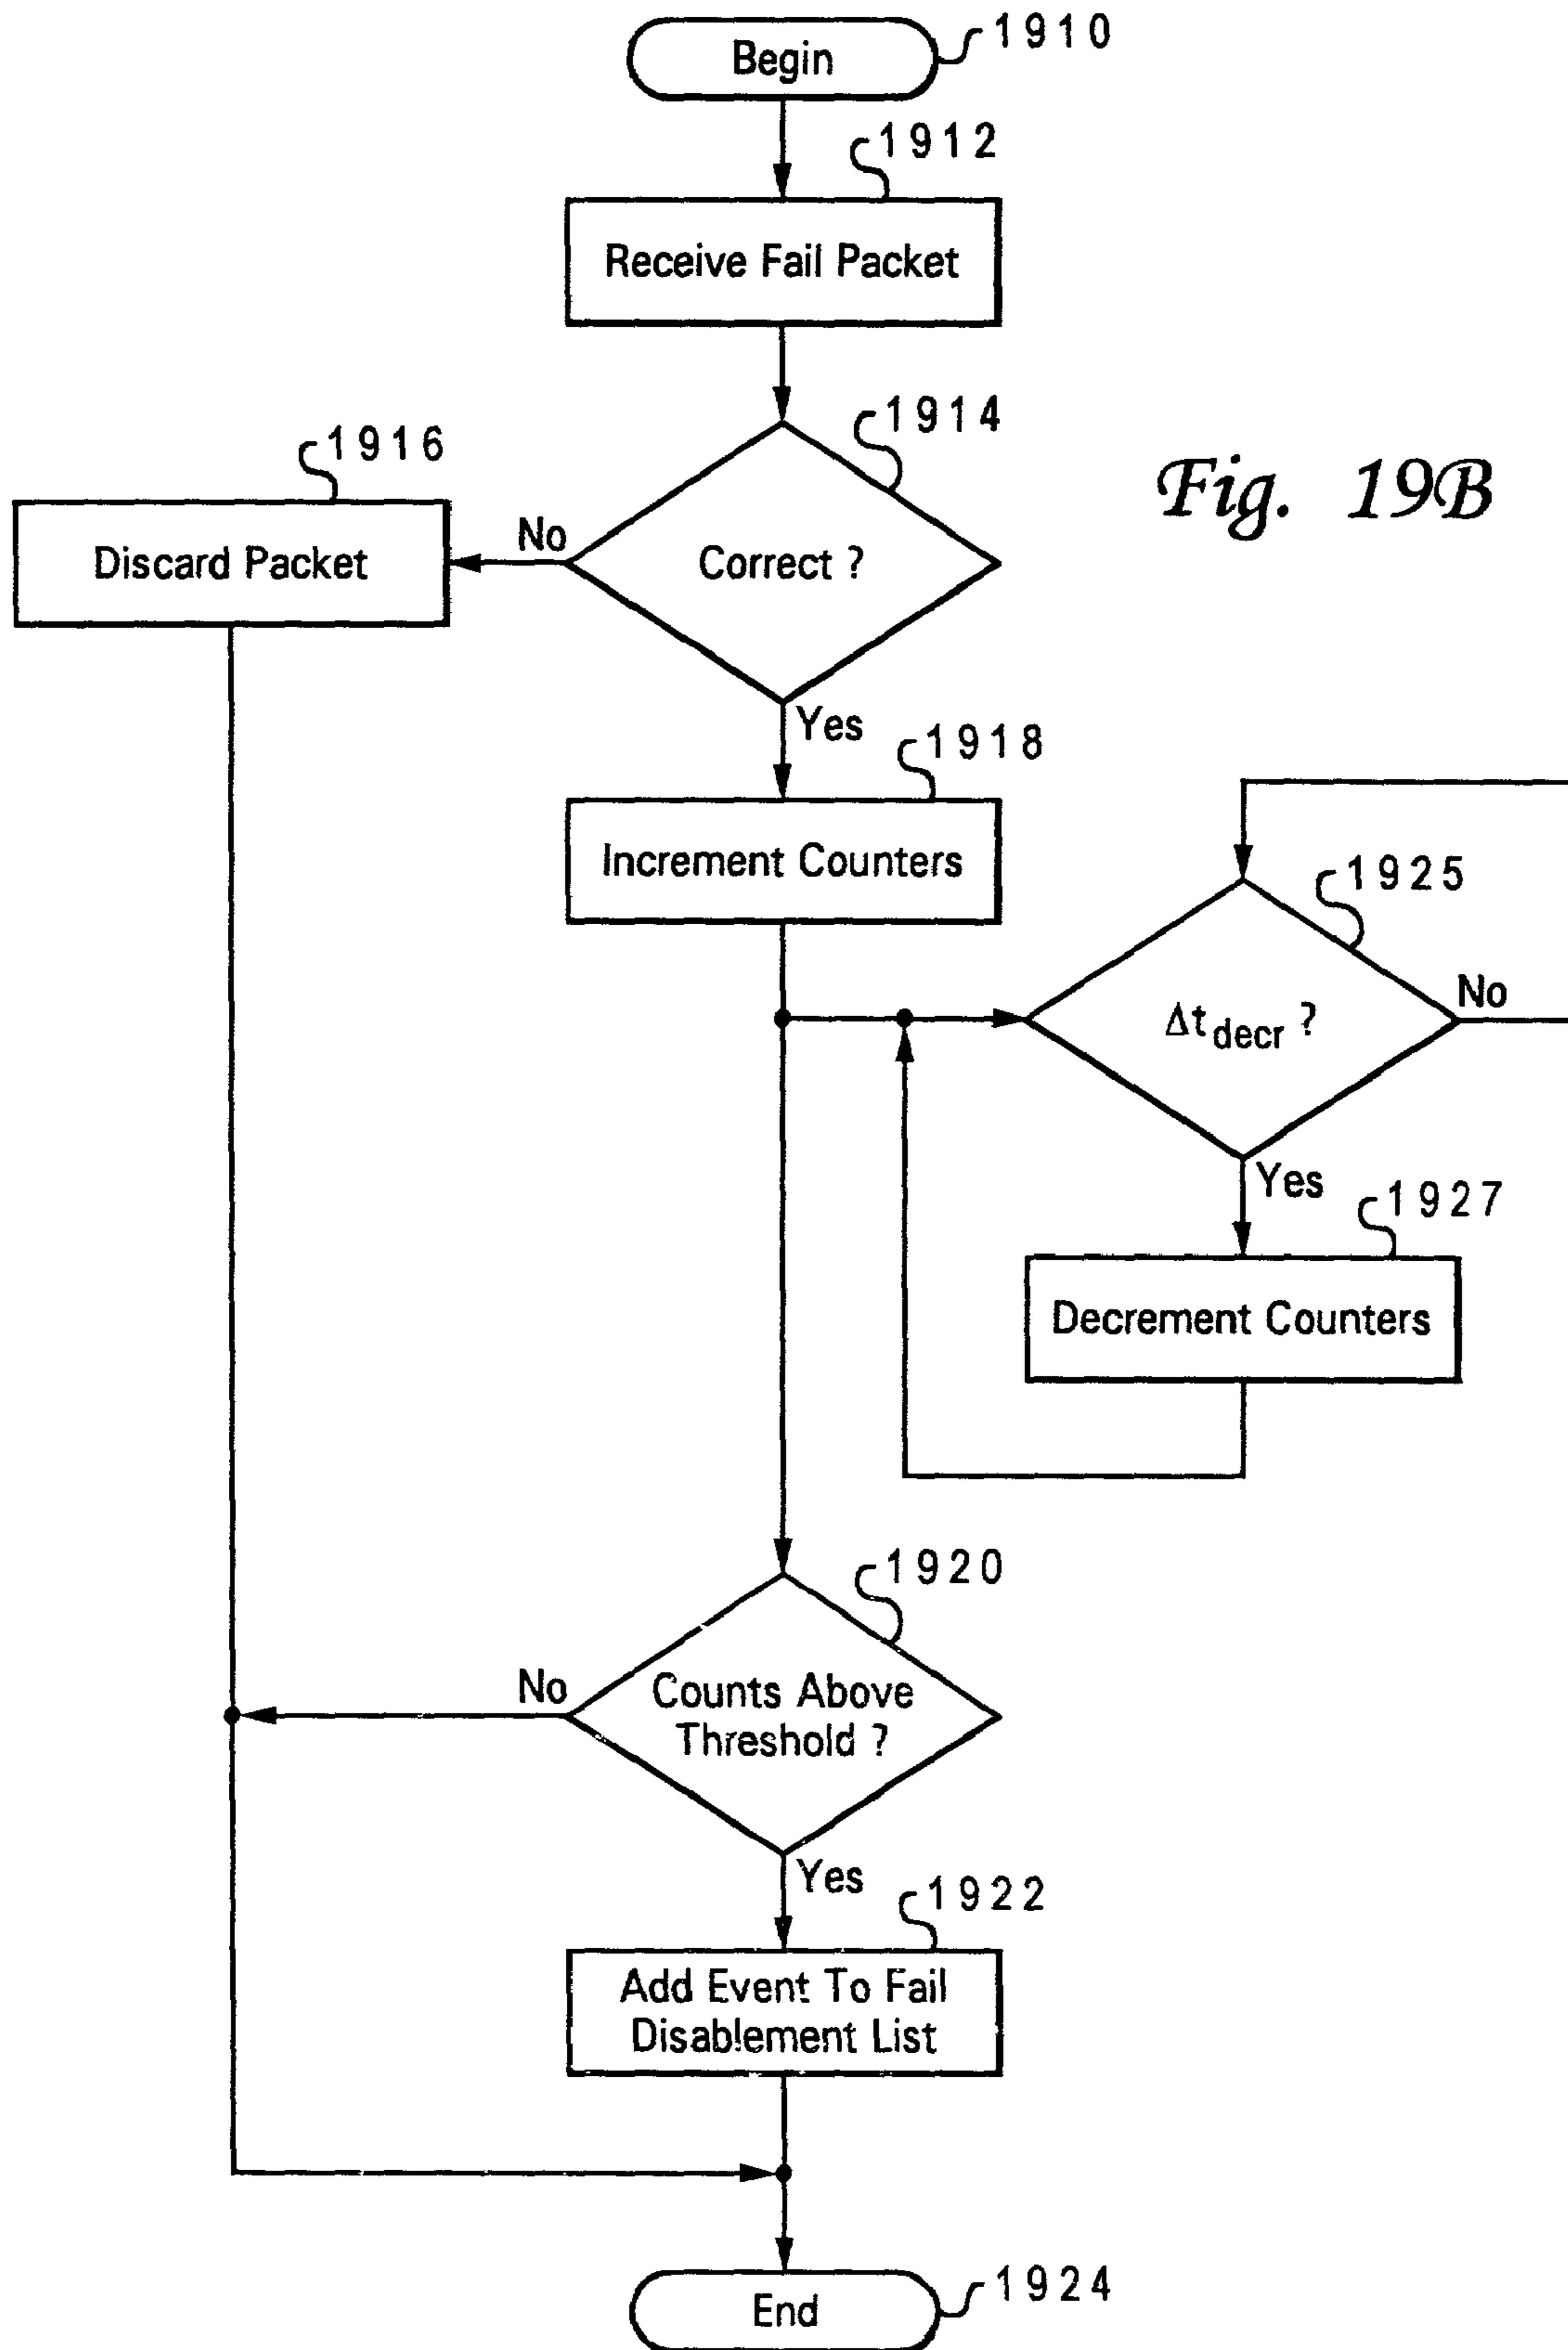 Begin
1910
1912
Receive Fail Packet
1914
1916
Fig. 19B
No
Discard Packet
Correct ?
Yes
1918
Increment Counters
1925
No
Δtdecr ?
Yes
1927
Decrement Counters
1920
No
Counts Above
Threshold ?
Yes
1922
Add Event To Fail
Disablement List
1924
End